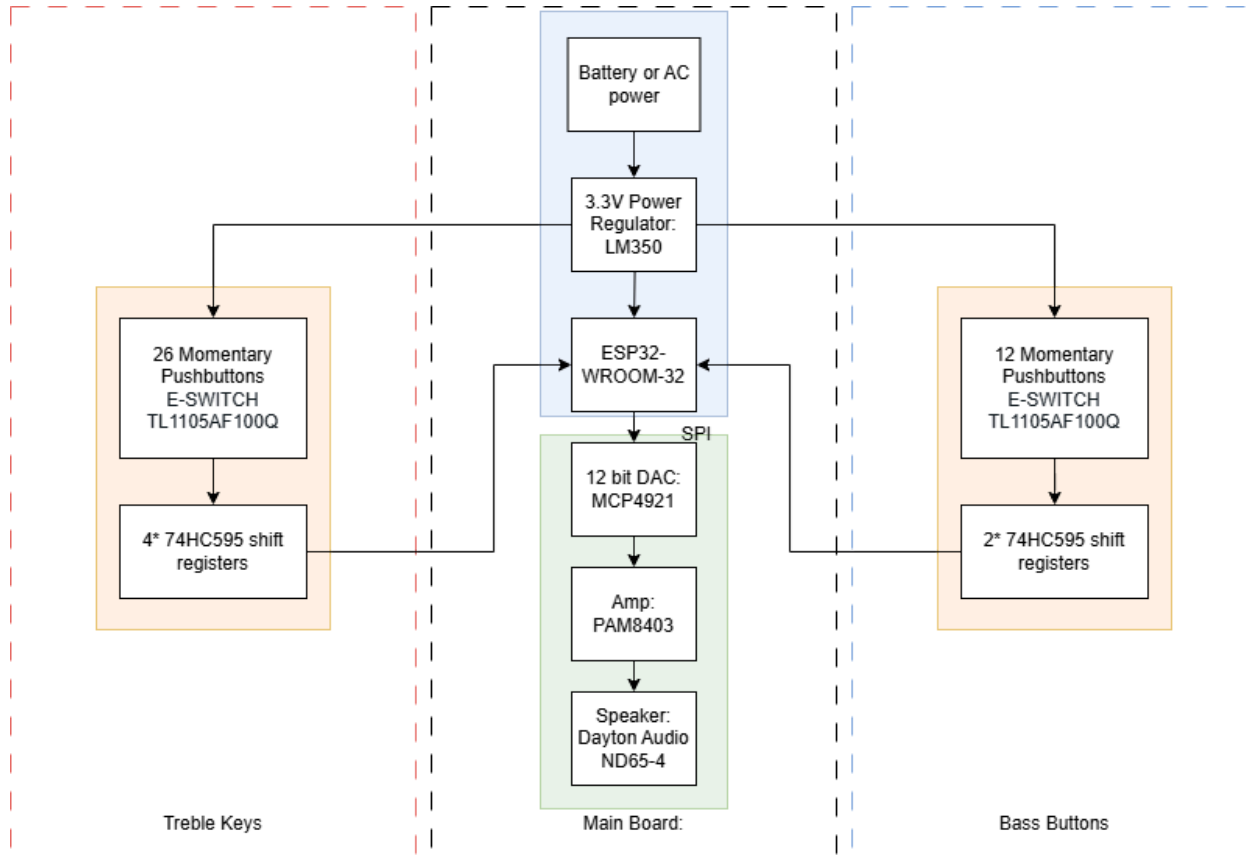 Battery or AC
power
3.3V Power
Regulator:
LM350
26 Momentary
Pushbuttons
E-SWITCH
TL1105AF100Q
ESP32-
WROOM-32
12 Momentary
Pushbuttons
E-SWITCH
TL1105AF100Q
SPI
4* 74HC595 shift
registers
12 bit DAC:
MCP4921
2* 74HC595 shift
registers
Amp:
PAM8403
Speaker:
Dayton Audio
ND65-4
Treble Keys
Main Board:
Bass Buttons